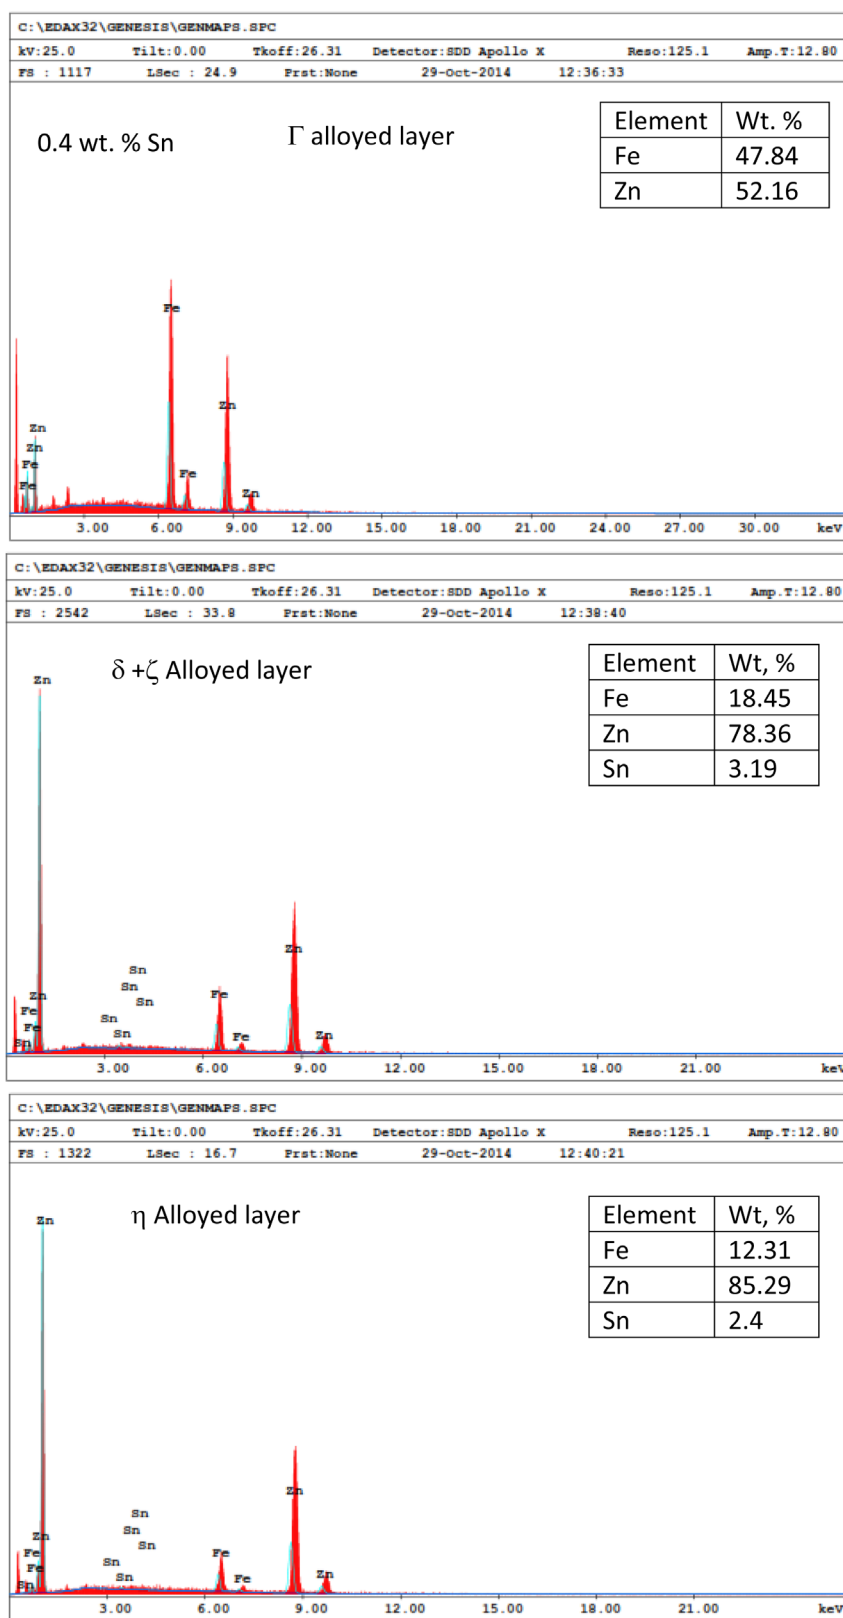 C:\EDAX32\GENESIS\GENMAPS.SPC
kV:25.0 Tilt:0.00 Tkoff:26.31 Detector:SDD Apollo X Reso:125.1 Amp.T:12.80
FS : 1117 LSec : 24.9 Prst:None 29-Oct-2014 12:36:33
0.4 wt. % Sn Γ alloyed layer
Element Wt. %
Fe 47.84
Zn 52.16
Fe
Zn
Zn
Zn
Fe
Fe
Zn
3.00 6.00 9.00 12.00 15.00 18.00 21.00 24.00 27.00 30.00 keV
C:\EDAX32\GENESIS\GENMAPS.SPC
kV:25.0 Tilt:0.00 Tkoff:26.31 Detector:SDD Apollo X Reso:125.1 Amp.T:12.80
FS : 2542 LSec : 33.8 Prst:None 29-Oct-2014 12:38:40
δ +ζ Alloyed layer
Element Wt, %
Fe 18.45
Zn 78.36
Sn 3.19
Zn
Zn
Sn
Sn
Zn Fe
Sn
Fe
Sn
Fe
Sn
Fe Zn
Sn
3.00 6.00 9.00 12.00 15.00 18.00 21.00 keV
C:\EDAX32\GENESIS\GENMAPS.SPC
kV:25.0 Tilt:0.00 Tkoff:26.31 Detector:SDD Apollo X Reso:125.1 Amp.T:12.80
FS : 1322 LSec : 16.7 Prst:None 29-Oct-2014 12:40:21
η Alloyed layer
Element Wt, %
Fe 12.31
Zn 85.29
Sn 2.4
Zn
Zn
Sn
Sn
Zn
Sn
Fe Fe
Sn
Fe
Zn
Sn Fe
Sn
3.00 6.00 9.00 12.00 15.00 18.00 21.00 keV